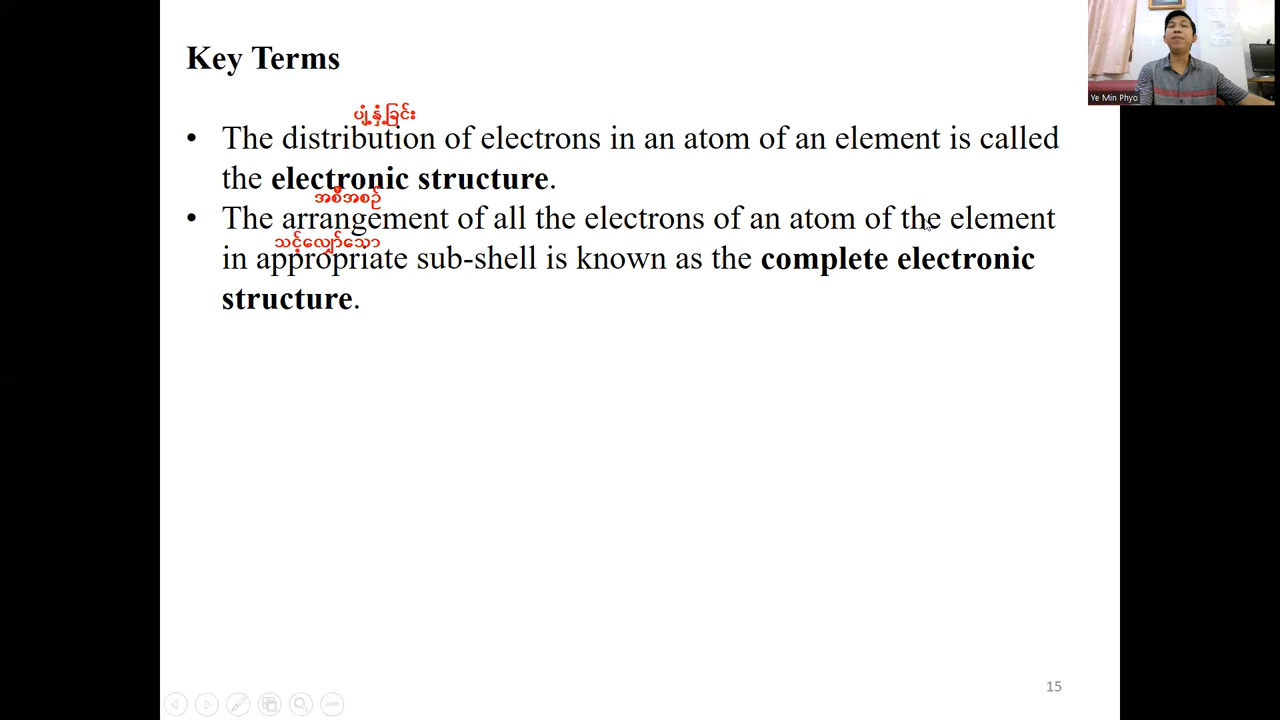 Key Terms
ပျံ့နှံ့ခြင်း
• The distribution of electrons in an atom of an element is called
the electronic structure.
အစီအစဉ်
• The arrangement of all the electrons of an atom of the element
သင့်လျှော်သော
in appropriate sub-shell is known as the complete electronic
structure.
15
Ye Min Phyo